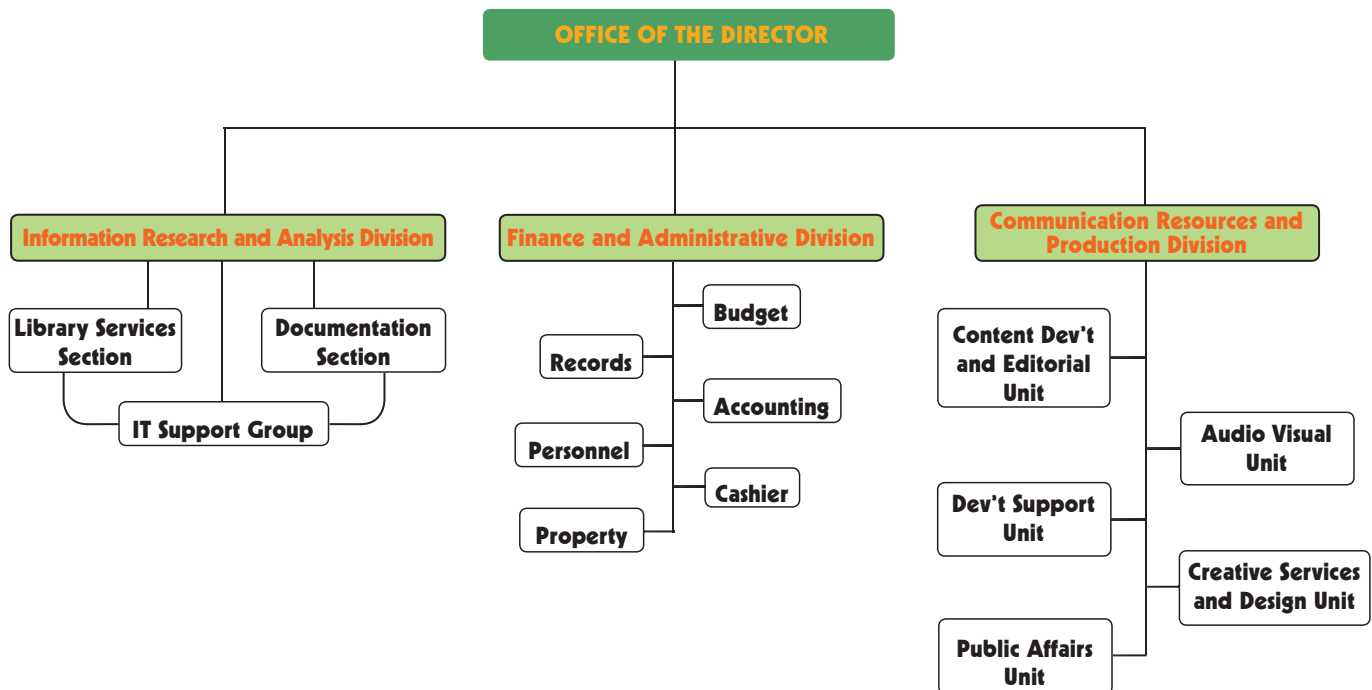 OFFICE OF THE DIRECTOR
Information Research and Analysis Division
Library Services
Section
Documentation
Section
IT Support Group
Finance and Administrative Division
Budget
Records
Accounting
Personnel
Cashier
Property
Communication Resources and
Production Division
Content Dev't
and Editorial
Unit
Audio Visual
Unit
Dev't Support
Unit
Creative Services
and Design Unit
Public Affairs
Unit